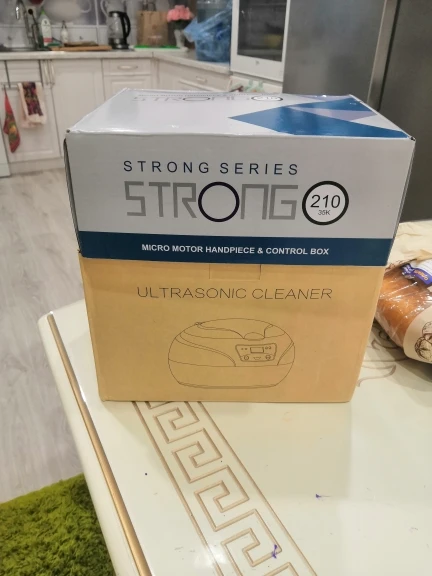 STRONG SERIES
STRONG 210
35K
MICRO MOTOR HANDPIECE & CONTROL BOX
ULTRASONIC CLEANER